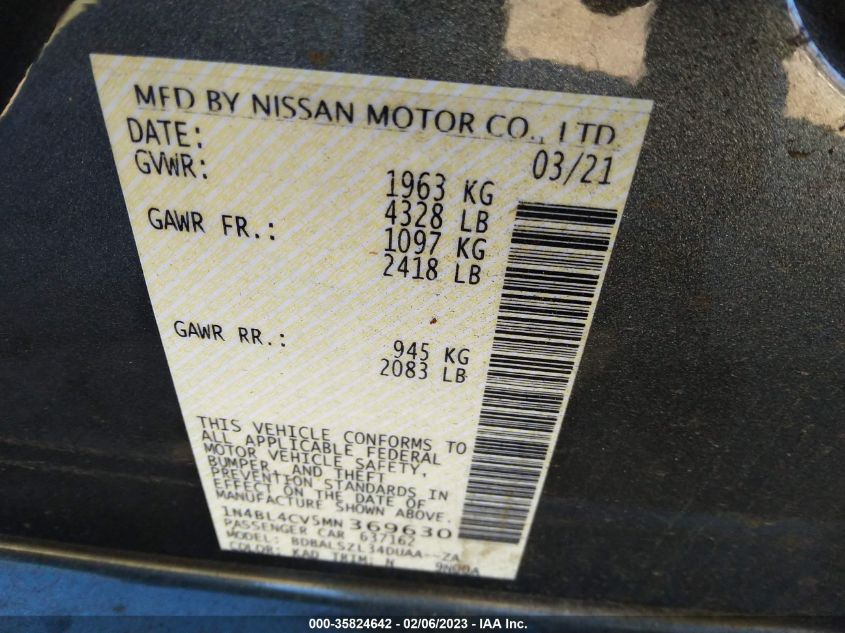 MFD BY NISSAN MOTOR CO., LTD
DATE: 03/21
GVWR: 1963 KG
4328 LB
GAWR FR.: 1097 KG
2418 LB
GAWR RR.: 945 KG
2083 LB
THIS VEHICLE CONFORMS TO
ALL APPLICABLE FEDERAL
MOTOR VEHICLE SAFETY,
BUMPER, AND THEFT
PREVENTION STANDARDS IN
EFFECT ON THE DATE OF
MANUFACTURE SHOWN ABOVE.
1N4BL4CV5MN369630
PASSENGER CAR 637162
MODEL: BDBALSZL34DUAA--ZA
COLOR: KAD TRIM: N 9N00A
000-35824642 - 02/06/2023 - IAA Inc.